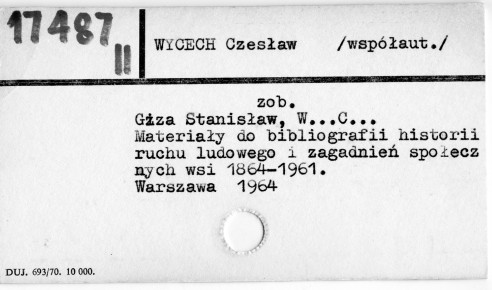 17487
II
WYCECH Czesław /współaut./
zob.
Giza Stanisław, W...C...
Materiały do bibliografii historii
ruchu ludowego i zagadnień społecz
nych wsi 1864-1961.
Warszawa 1964
DUJ. 693/70. 10 000.